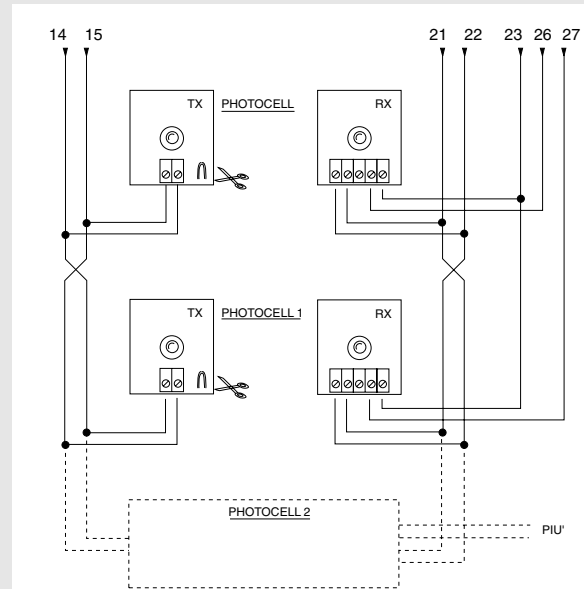 14 15 21 22 23 26 27
TX PHOTOCELL RX
TX PHOTOCELL 1 RX
PHOTOCELL 2
PIU'